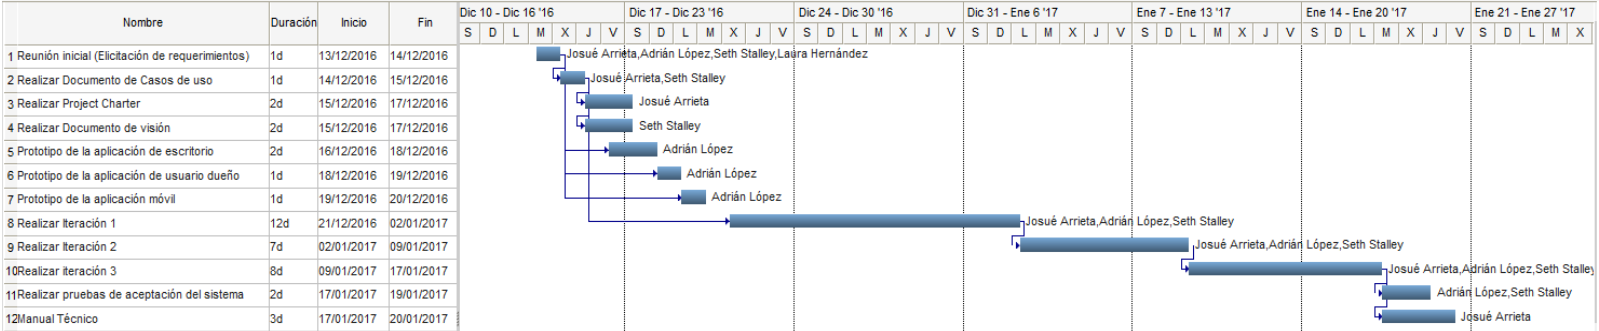 Nombre Duración Inicio Fin Dic 10 - Dic 16 '16 Dic 17 - Dic 23 '16 Dic 24 - Dic 30 '16 Dic 31 - Ene 6 '17 Ene 7 - Ene 13 '17 Ene 14 - Ene 20 '17 Ene 21 - Ene 27 '17
S D L M X J V S D L M X J V S D L M X J V S D L M X J V S D L M X J V S D L M X J V S D L M X
1 Reunión inicial (Elicitación de requerimientos) 1d 13/12/2016 14/12/2016 Josué Arrieta,Adrián López,Seth Stalley,Laura Hernández
2 Realizar Documento de Casos de uso 1d 14/12/2016 15/12/2016 Josué Arrieta,Seth Stalley
3 Realizar Project Charter 2d 15/12/2016 17/12/2016 Josué Arrieta
4 Realizar Documento de visión 2d 15/12/2016 17/12/2016 Seth Stalley
5 Prototipo de la aplicación de escritorio 2d 16/12/2016 18/12/2016 Adrián López
6 Prototipo de la aplicación de usuario dueño 1d 18/12/2016 19/12/2016 Adrián López
7 Prototipo de la aplicación móvil 1d 19/12/2016 20/12/2016 Adrián López
8 Realizar Iteración 1 12d 21/12/2016 02/01/2017 Josué Arrieta,Adrián López,Seth Stalley
9 Realizar Iteración 2 7d 02/01/2017 09/01/2017 Josué Arrieta,Adrián López,Seth Stalley
10 Realizar iteración 3 8d 09/01/2017 17/01/2017 Josué Arrieta,Adrián López,Seth Stalley
11 Realizar pruebas de aceptación del sistema 2d 17/01/2017 19/01/2017 Adrián López,Seth Stalley
12 Manual Técnico 3d 17/01/2017 20/01/2017 Josué Arrieta